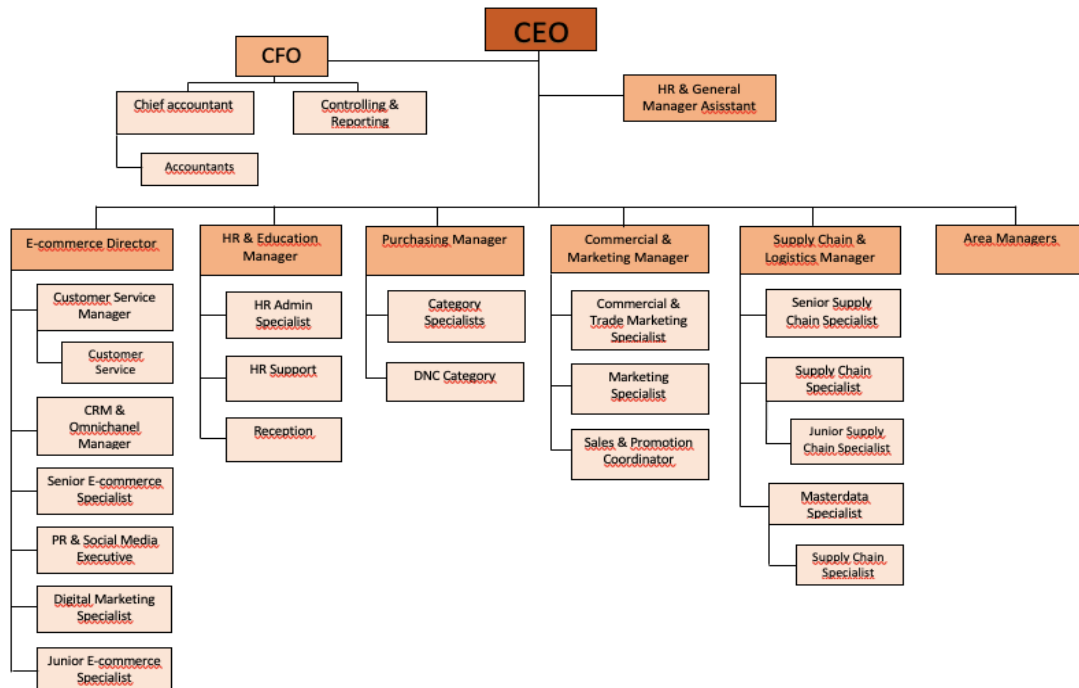 CEO
CFO
HR & General
Manager Asisstant
Chief accountant
Controlling &
Reporting
Accountants
E-commerce Director
HR & Education
Manager
Purchasing Manager
Commercial &
Marketing Manager
Supply Chain &
Logistics Manager
Area Managers
Customer Service
Manager
Customer
Service
CRM &
Omnichanel
Manager
Senior E-commerce
Specialist
PR & Social Media
Executive
Digital Marketing
Specialist
Junior E-commerce
Specialist
HR Admin
Specialist
HR Support
Reception
Category
Specialists
DNC Category
Commercial &
Trade Marketing
Specialist
Marketing
Specialist
Sales & Promotion
Coordinator
Senior Supply
Chain Specialist
Supply Chain
Specialist
Junior Supply
Chain Specialist
Masterdata
Specialist
Supply Chain
Specialist